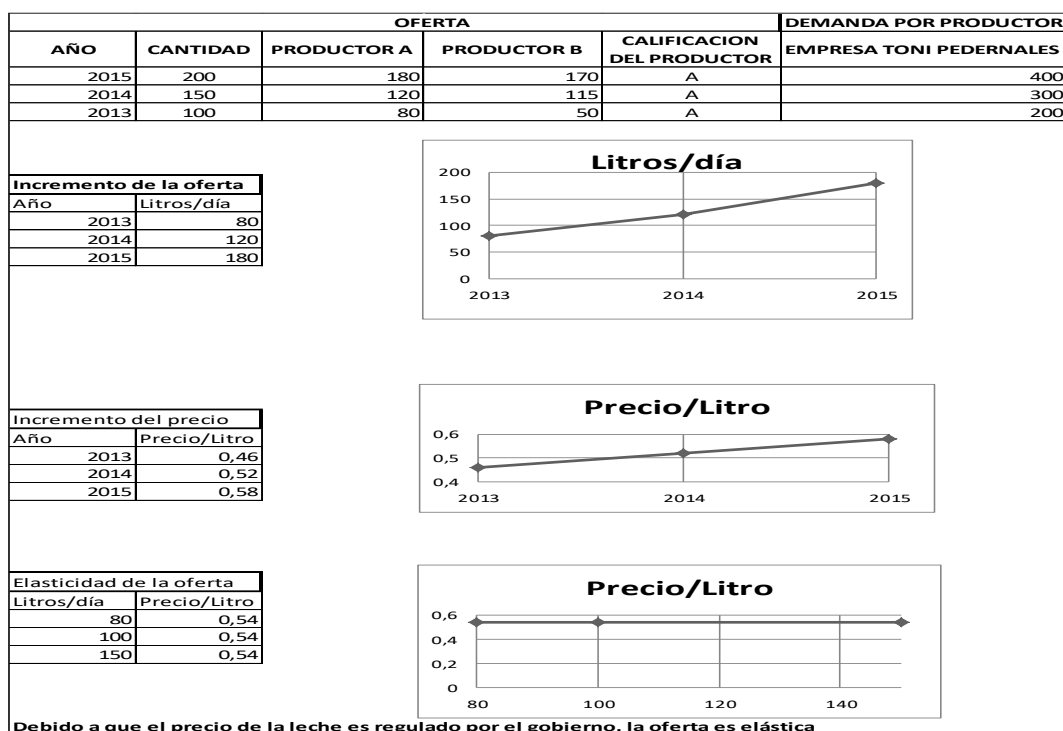 OFERTA DEMANDA POR PRODUCTOR
AÑO CANTIDAD PRODUCTOR A PRODUCTOR B CALIFICACION DEL PRODUCTOR EMPRESA TONI PEDERNALES
2015 200 180 170 A 400
2014 150 120 115 A 300
2013 100 80 50 A 200
Incremento de la oferta
Año Litros/día
2013 80
2014 120
2015 180
Litros/día
200
150
100
50
0
2013 2014 2015
Incremento del precio
Año Precio/Litro
2013 0,46
2014 0,52
2015 0,58
Precio/Litro
0,6
0,5
0,4
2013 2014 2015
Elasticidad de la oferta
Litros/día Precio/Litro
80 0,54
100 0,54
150 0,54
Precio/Litro
0,6
0,4
0,2
0
80 100 120 140
Debido a que el precio de la leche es regulado por el gobierno, la oferta es elástica